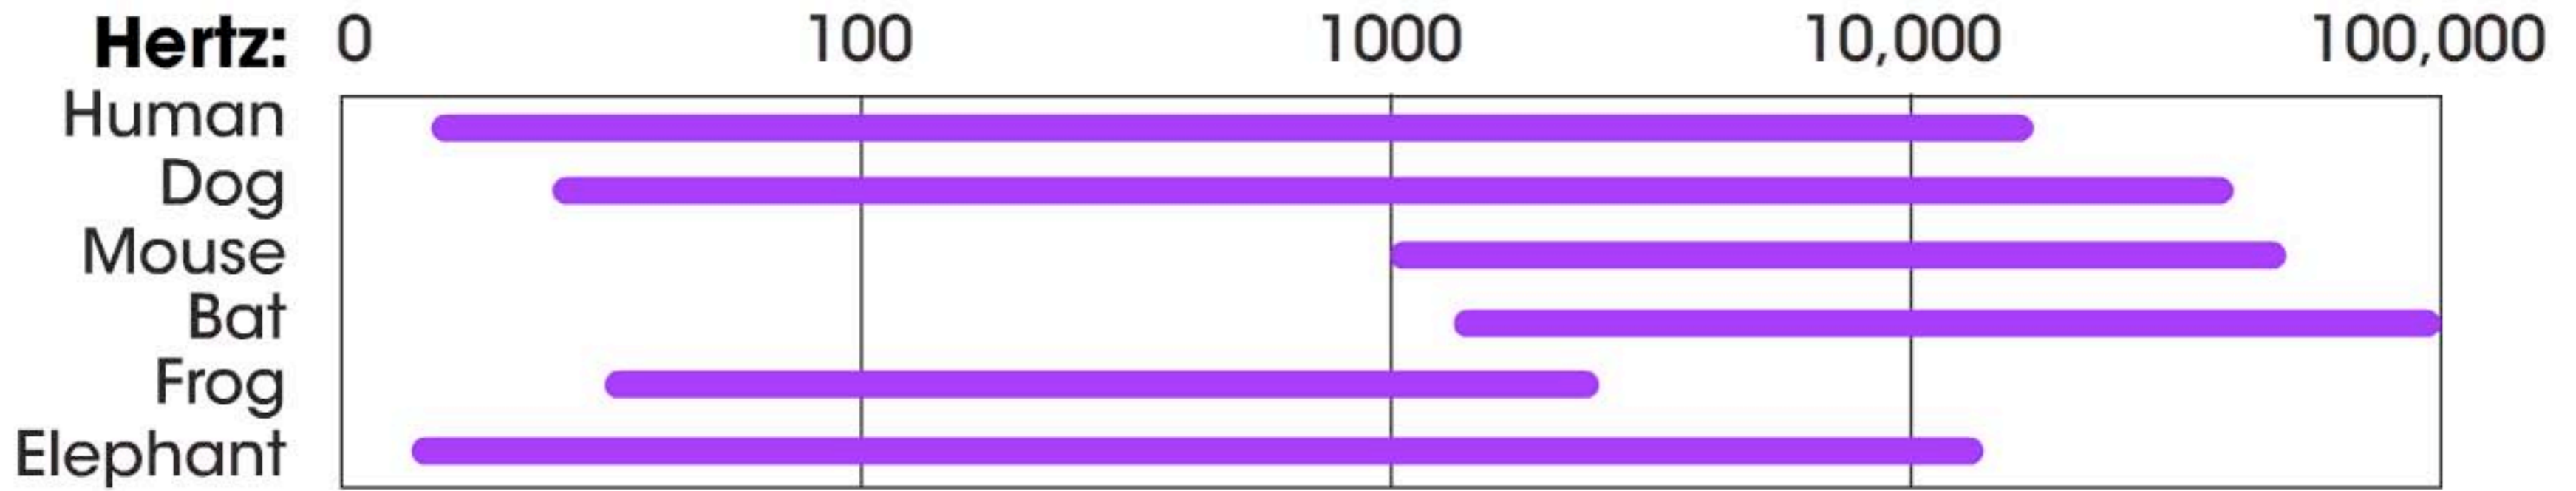 Hertz: 0 100 1000 10,000 100,000
Human
Dog
Mouse
Bat
Frog
Elephant